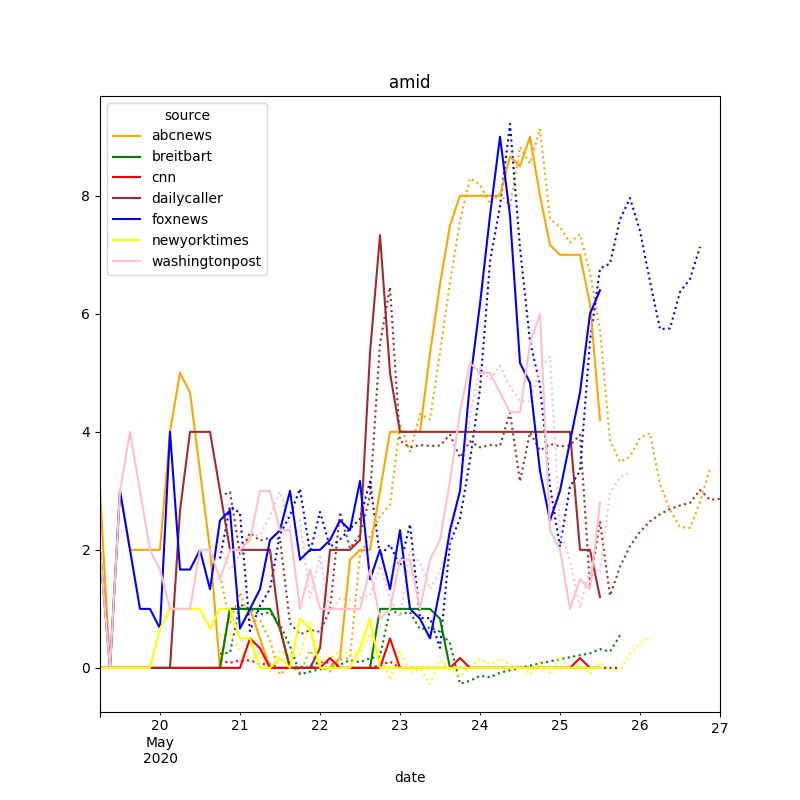 amid
source
abcnews
breitbart
cnn
dailycaller
foxnews
newyorktimes
washingtonpost
8
6
4
2
0
20
21
22
23
24
25
26
27
May
2020
date